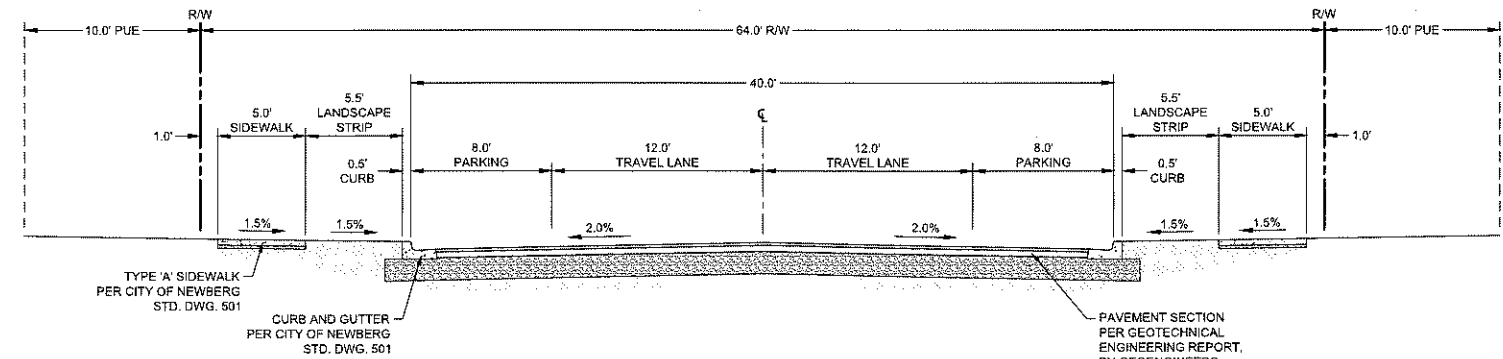 R/W
R/W
10.0' PUE
64.0' R/W
10.0' PUE
40.0'
5.0'
SIDEWALK
5.5'
LANDSCAPE
STRIP
℄
5.5'
LANDSCAPE
STRIP
5.0'
SIDEWALK
1.0'
1.0'
0.5'
CURB
8.0'
PARKING
12.0'
TRAVEL LANE
12.0'
TRAVEL LANE
8.0'
PARKING
0.5'
CURB
1.5%
1.5%
2.0%
2.0%
1.5%
1.5%
TYPE 'A' SIDEWALK
PER CITY OF NEWBERG
STD. DWG. 501
CURB AND GUTTER
PER CITY OF NEWBERG
STD. DWG. 501
PAVEMENT SECTION
PER GEOTECHNICAL
ENGINEERING REPORT,